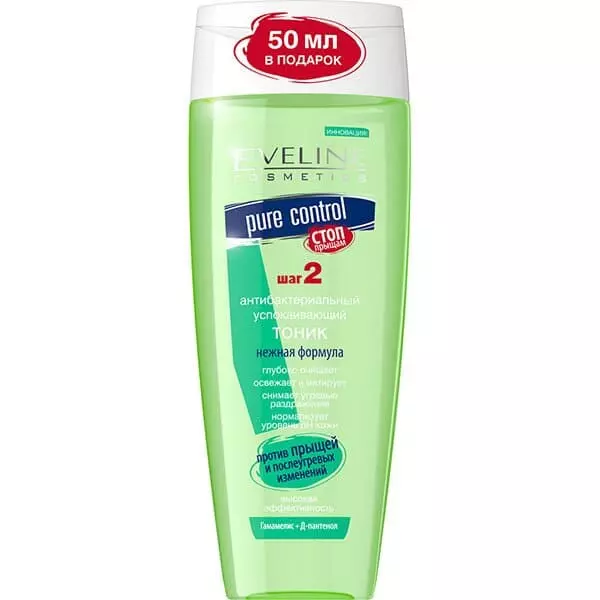 50 МЛ
В ПОДАРОК
ИННОВАЦИЯ!
EVELINE
COSMETICS
pure control
СТОП
прыщам
шаг 2
антибактериальный
успокаивающий
ТОНИК
нежная формула
глубоко очищает
освежает и матирует
снимает угревые
раздражения
нормализует
уровень pH кожи
против прыщей
и послеугревых
изменений
высокая
эффективность
Гамамелис + Д-пантенол